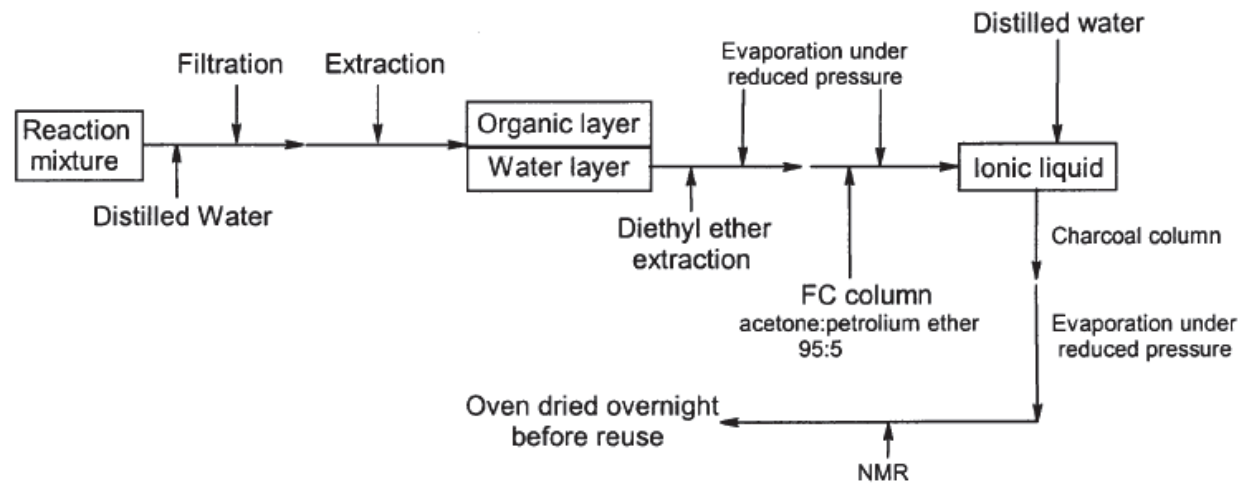 Distilled water
Evaporation under
reduced pressure
Filtration
Extraction
Reaction
mixture
Organic layer
Water layer
Ionic liquid
Distilled Water
Diethyl ether
extraction
FC column
acetone:petrolium ether
95:5
Charcoal column
Evaporation under
reduced pressure
Oven dried overnight
before reuse
NMR